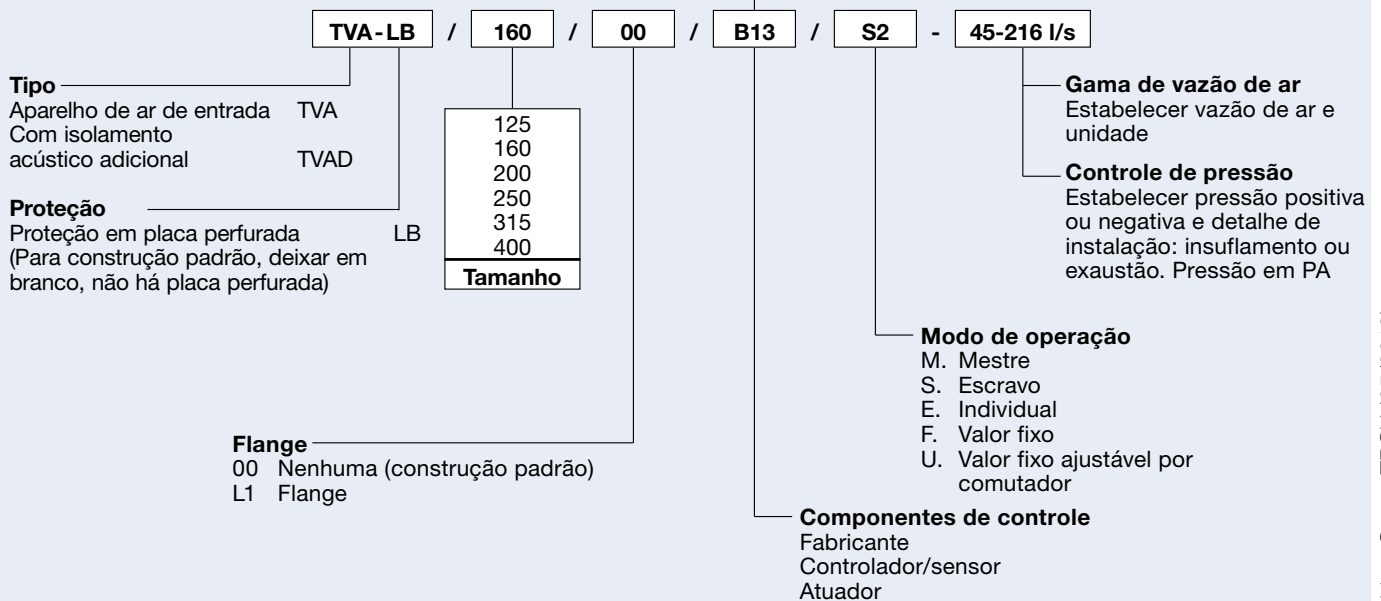 TVA-LB / 160 / 00 / B13 / S2 - 45-216 l/s
Tipo
Aparelho de ar de entrada TVA
Com isolamento
acústico adicional TVAD
Proteção
Proteção em placa perfurada LB
(Para construção padrão, deixar em
branco, não há placa perfurada)
125
160
200
250
315
400
Tamanho
Gama de vazão de ar
Estabelecer vazão de ar e
unidade
Controle de pressão
Estabelecer pressão positiva
ou negativa e detalhe de
instalação: insuflamento ou
exaustão. Pressão em PA
Modo de operação
M. Mestre
S. Escravo
E. Individual
F. Valor fixo
U. Valor fixo ajustável por
comutador
Flange
00 Nenhuma (construção padrão)
L1 Flange
Componentes de controle
Fabricante
Controlador/sensor
Atuador